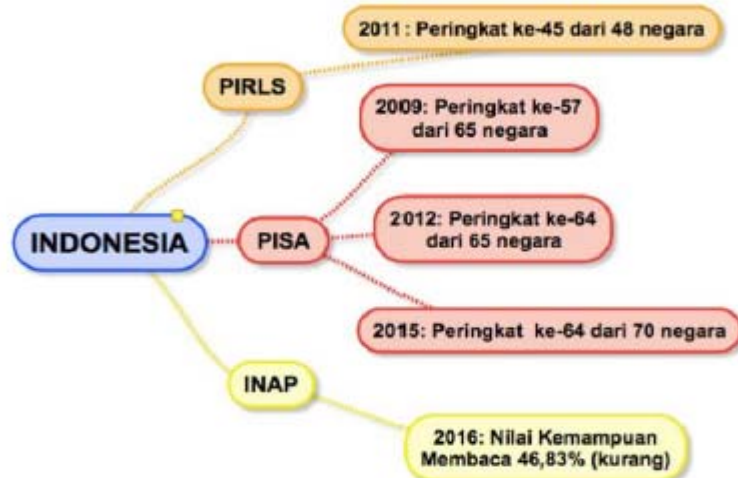 2011: Peringkat ke-45 dari 48 negara
PIRLS
2009: Peringkat ke-57
dari 65 negara
INDONESIA
PISA
2012: Peringkat ke-64
dari 65 negara
2015: Peringkat ke-64 dari 70 negara
INAP
2016: Nilai Kemampuan
Membaca 46,83% (kurang)